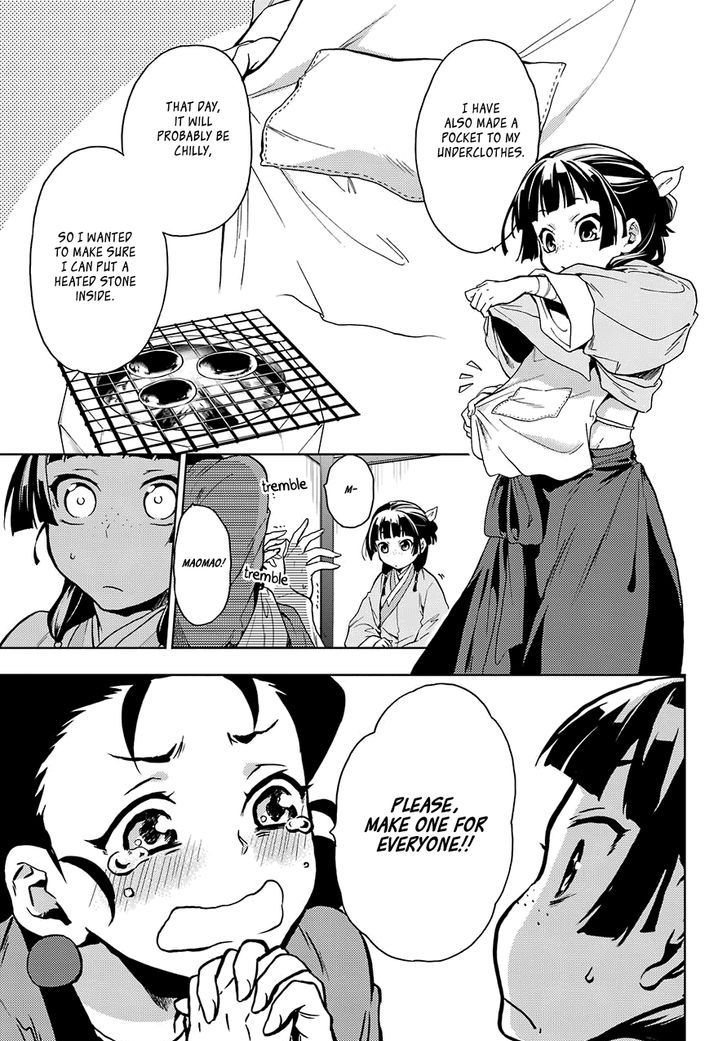 I HAVE
ALSO MADE A
POCKET TO MY
UNDERCLOTHES.
THAT DAY,
IT WILL
PROBABLY BE
CHILLY,
SO I WANTED
TO MAKE SURE
I CAN PUT A
HEATED STONE
INSIDE.
M-
tremble
tremble
MAOMAO!
PLEASE,
MAKE ONE FOR
EVERYONE!!